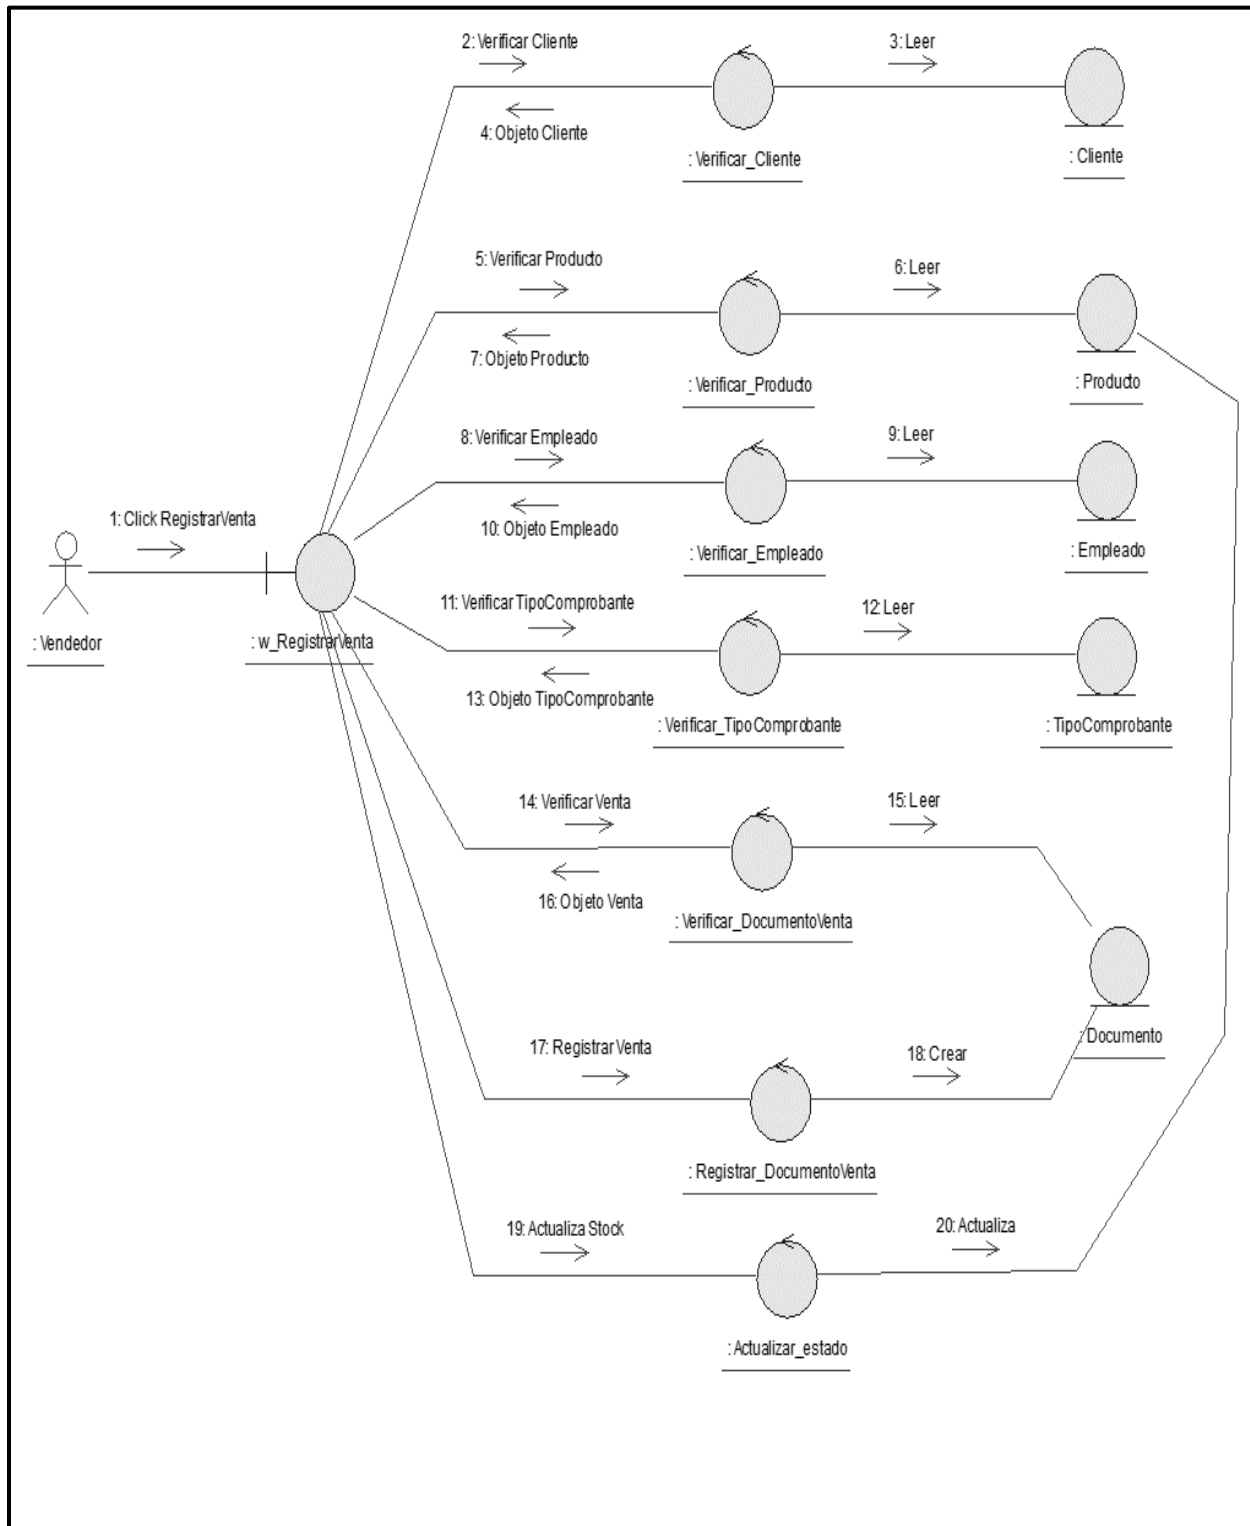 2: Verificar Cliente
3: Leer
4: Objeto Cliente
: Verificar_Cliente
: Cliente
5: Verificar Producto
6: Leer
7: Objeto Producto
: Verificar_Producto
: Producto
8: Verificar Empleado
9: Leer
10: Objeto Empleado
: Verificar_Empleado
: Empleado
1: Click RegistrarVenta
: Vendedor
: w_RegistrarVenta
11: Verificar TipoComprobante
12: Leer
13: Objeto TipoComprobante
: Verificar_TipoComprobante
: TipoComprobante
14: Verificar Venta
15: Leer
16: Objeto Venta
: Verificar_DocumentoVenta
: Documento
17: Registrar Venta
18: Crear
: Registrar_DocumentoVenta
19: Actualiza Stock
20: Actualiza
: Actualizar_estado